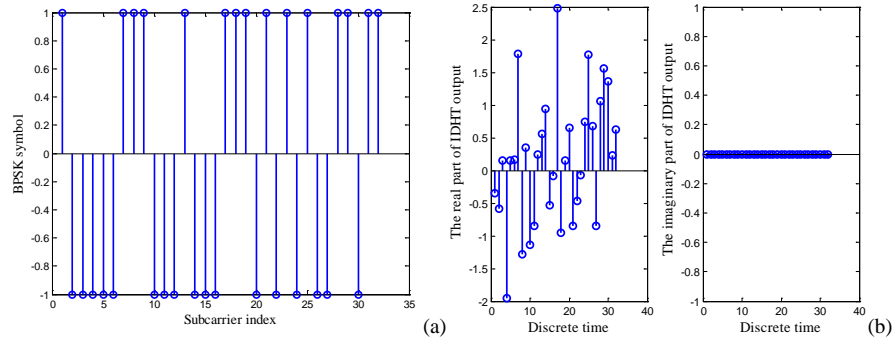 1
0.8
0.6
0.4
0.2
0
-0.2
-0.4
-0.6
-0.8
-1
BPSK symbol
0 5 10 15 20 25 30 35
Subcarrier index
(a)
2.5
2
1.5
1
0.5
0
-0.5
-1
-1.5
-2
The real part of IDHT output
0 10 20 30 40
Discrete time
1
0.8
0.6
0.4
0.2
0
-0.2
-0.4
-0.6
-0.8
-1
The imaginary part of IDHT output
0 10 20 30 40
Discrete time
(b)